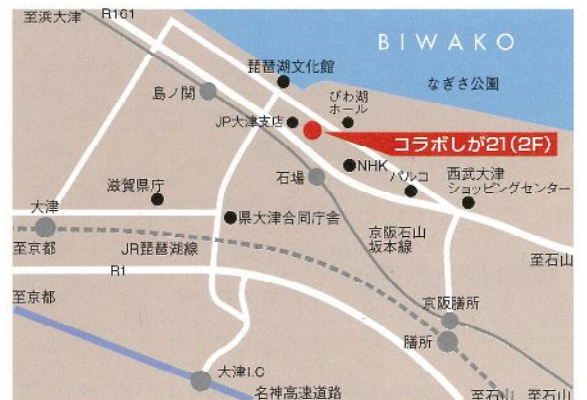 至浜大津
R161
BIWAKO
琵琶湖文化館
なぎさ公園
島ノ関
びわ湖
ホール
JP大津支店
コラボしが21(2F)
NHK
パルコ
西武大津
ショッピングセンター
石場
滋賀県庁
大津
県大津合同庁舎
京阪石山
坂本線
至京都
JR琵琶湖線
至石山
R1
至京都
京阪膳所
膳所
大津I.C
名神高速道路
至石山
至石山